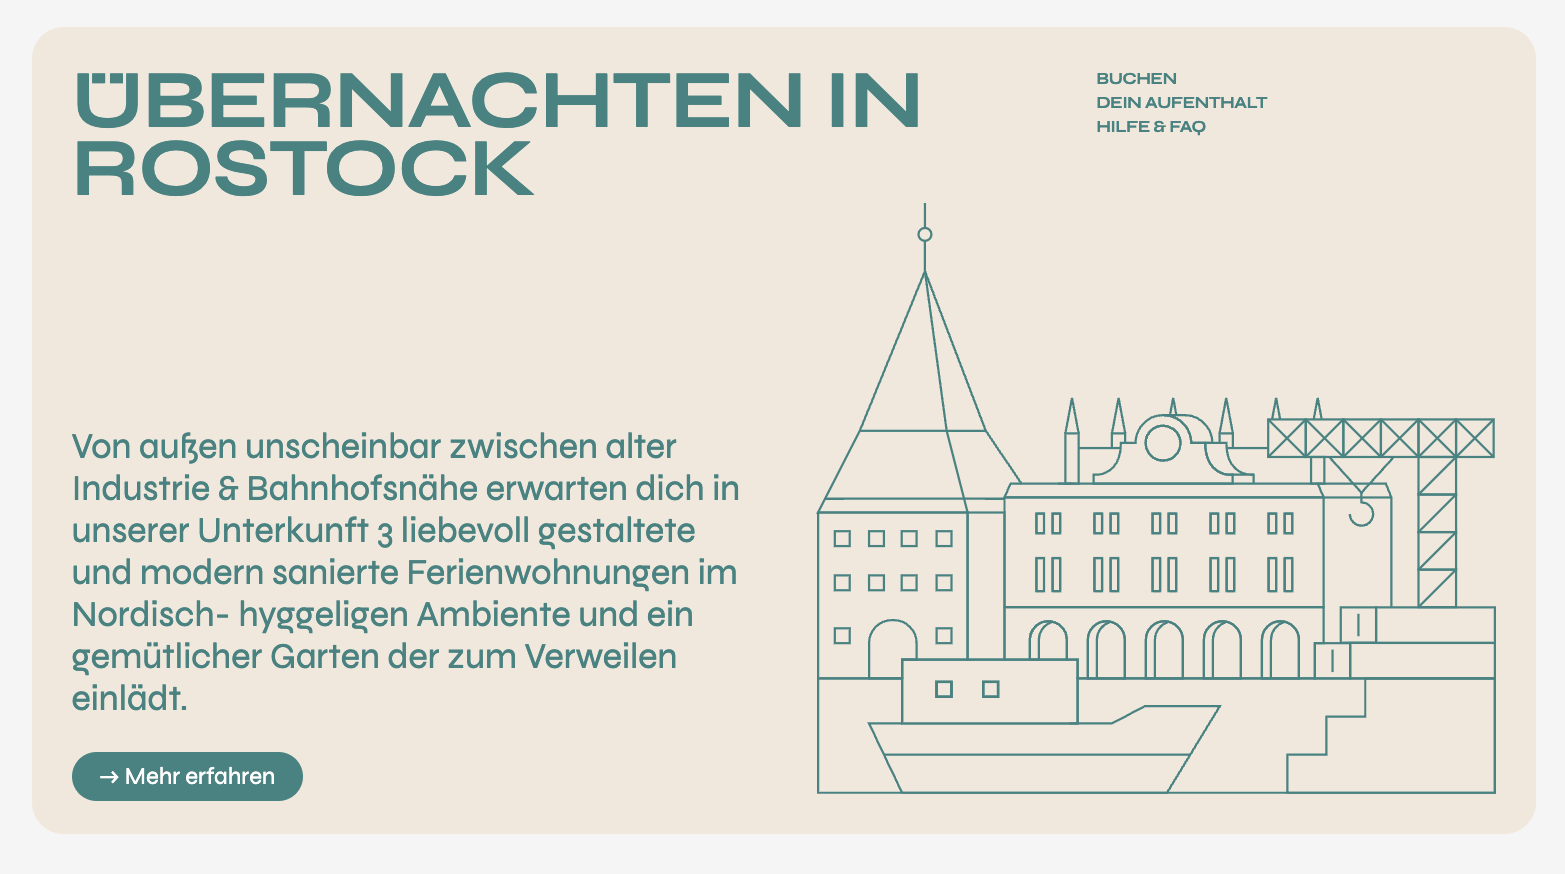 ÜBERNACHTEN IN
ROSTOCK
BUCHEN
DEIN AUFENTHALT
HILFE & FAQ
Von außen unscheinbar zwischen alter
Industrie & Bahnhofsnähe erwarten dich in
unserer Unterkunft 3 liebevoll gestaltete
und modern sanierte Ferienwohnungen im
Nordisch- hyggeligen Ambiente und ein
gemütlicher Garten der zum Verweilen
einlädt.
→ Mehr erfahren